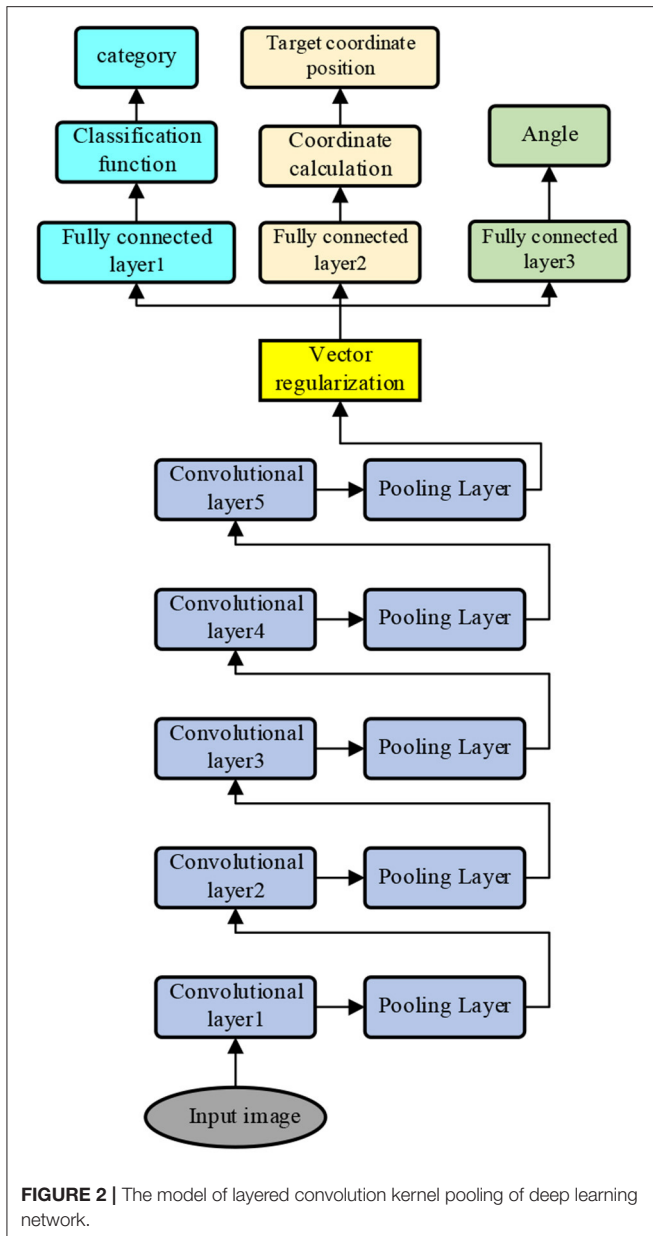 category
Target coordinate
position
Classification
function
Coordinate
calculation
Angle
Fully connected
layer1
Fully connected
layer2
Fully connected
layer3
Vector
regularization
Convolutional
layer5
Pooling Layer
Convolutional
layer4
Pooling Layer
Convolutional
layer3
Pooling Layer
Convolutional
layer2
Pooling Layer
Convolutional
layer1
Pooling Layer
Input image
FIGURE 2 | The model of layered convolution kernel pooling of deep learning
network.